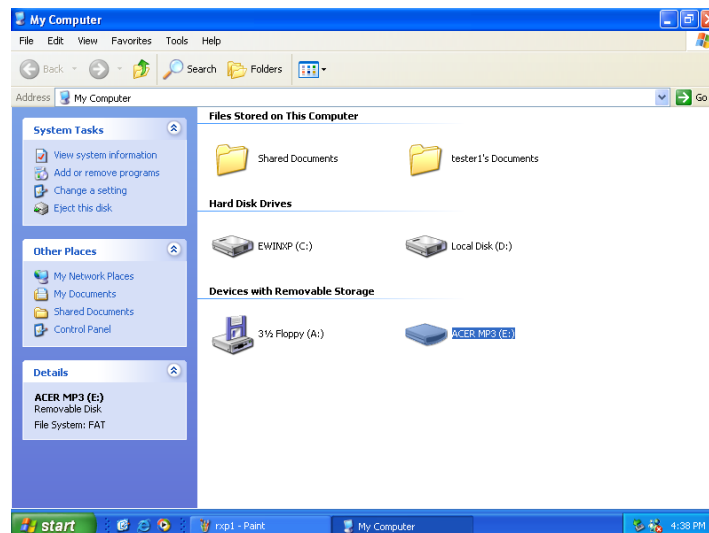 My Computer
File Edit View Favorites Tools Help
Back Search Folders
Address My Computer Go
System Tasks
View system information
Add or remove programs
Change a setting
Eject this disk
Other Places
My Network Places
My Documents
Shared Documents
Control Panel
Details
ACER MP3 (E:)
Removable Disk
File System: FAT
Files Stored on This Computer
Shared Documents tester1's Documents
Hard Disk Drives
EWINXP (C:) Local Disk (D:)
Devices with Removable Storage
3½ Floppy (A:) ACER MP3 (E:)
start rxp1 - Paint My Computer 4:38 PM